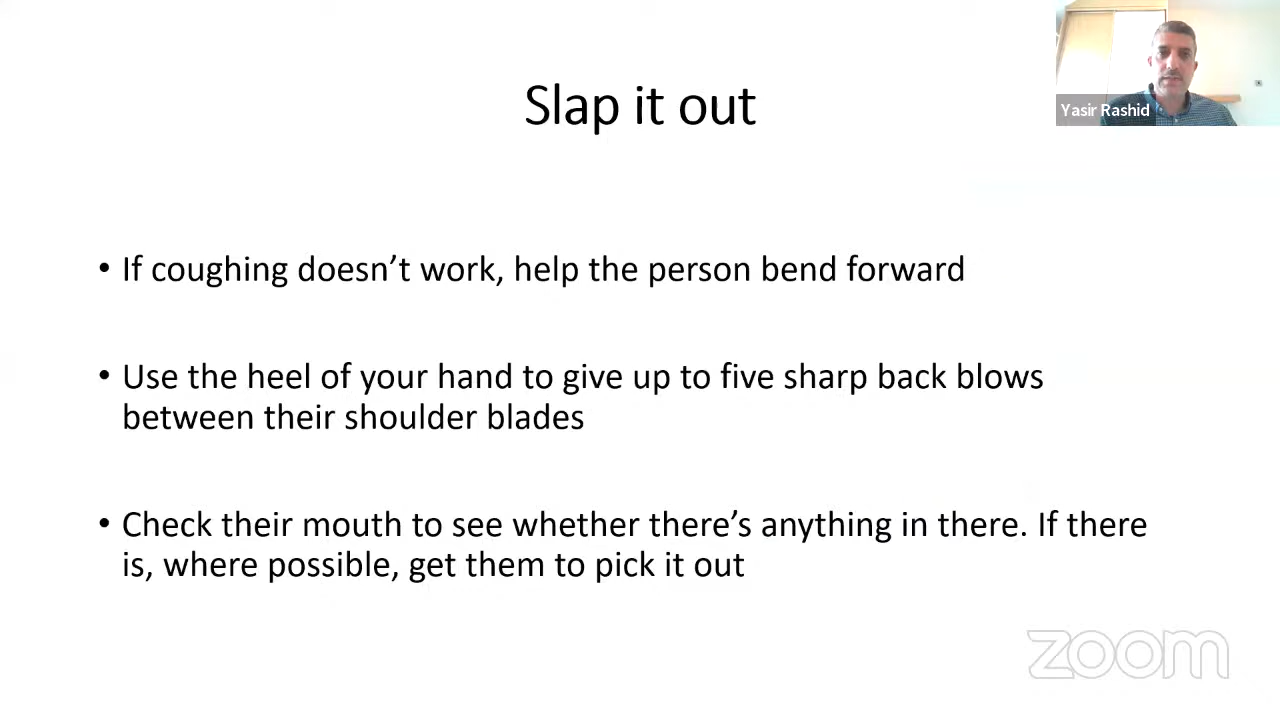 Slap it out
Yasir Rashid
• If coughing doesn’t work, help the person bend forward
• Use the heel of your hand to give up to five sharp back blows
between their shoulder blades
• Check their mouth to see whether there’s anything in there. If there
is, where possible, get them to pick it out
zoom